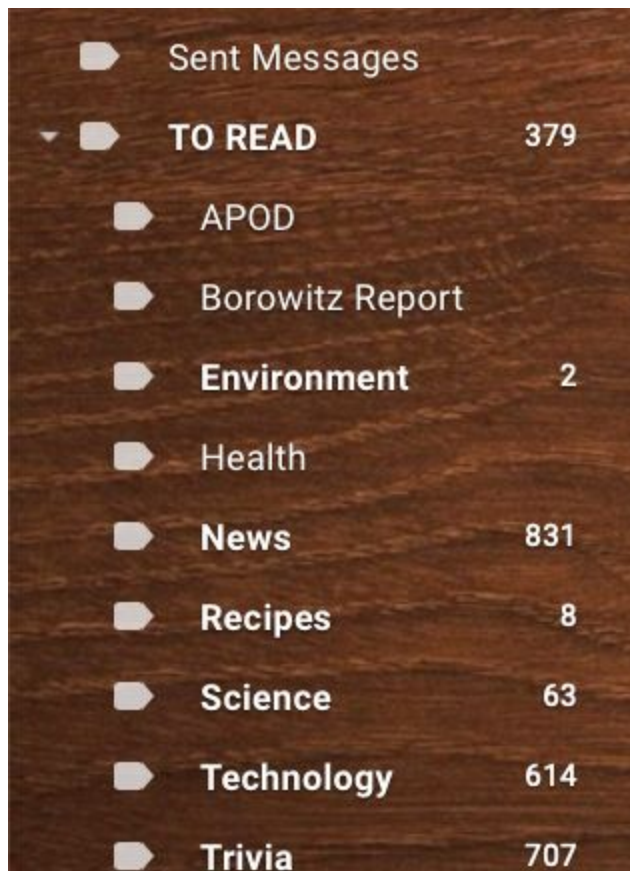 Sent Messages
TO READ 379
APOD
Borowitz Report
Environment 2
Health
News 831
Recipes 8
Science 63
Technology 614
Trivia 707